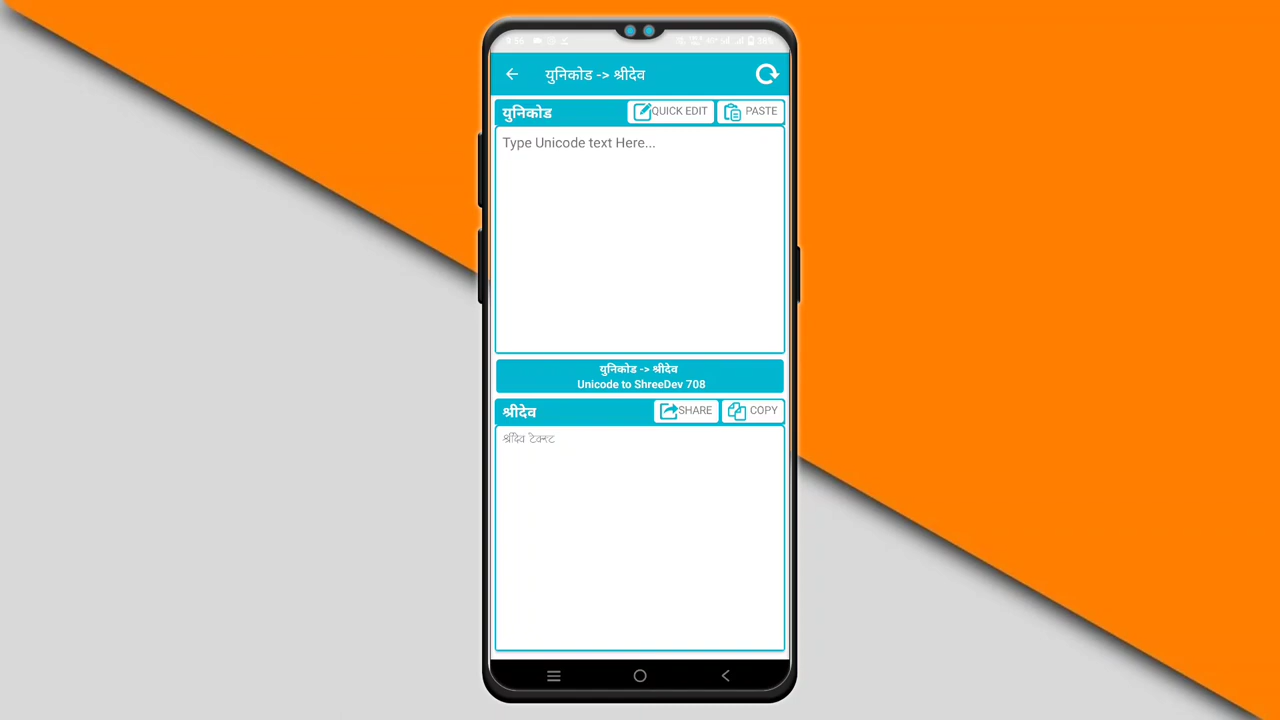 युनिकोड -> श्रीदेव
युनिकोड QUICK EDIT PASTE
Type Unicode text Here...
युनिकोड -> श्रीदेव
Unicode to ShreeDev 708
श्रीदेव SHARE COPY
श्रीदेव टेक्स्ट